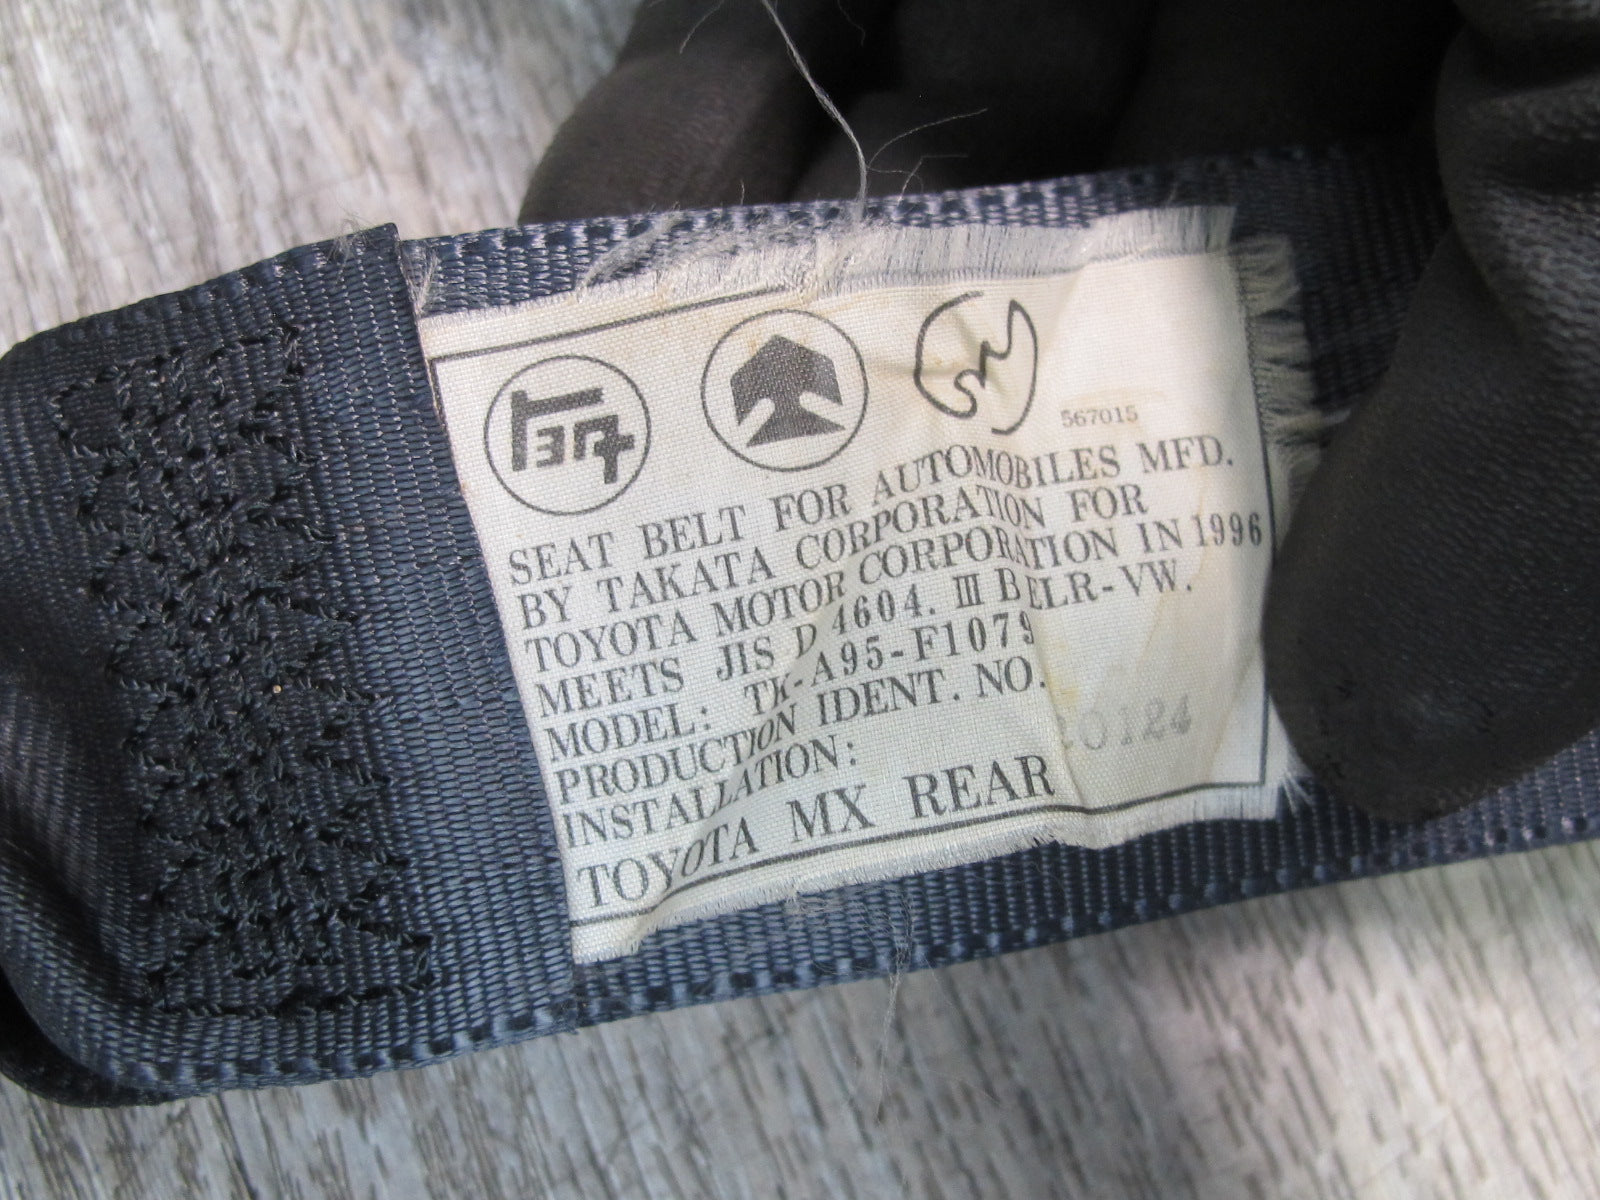 567015
SEAT BELT FOR AUTOMOBILES MFD.
BY TAKATA CORPORATION FOR
TOYOTA MOTOR CORPORATION IN 1996
MEETS JIS D 4604. III BELR-VW.
MODEL: TK-A95-F1079
PRODUCTION IDENT. NO.
INSTALLATION:
TOYOTA MX REAR